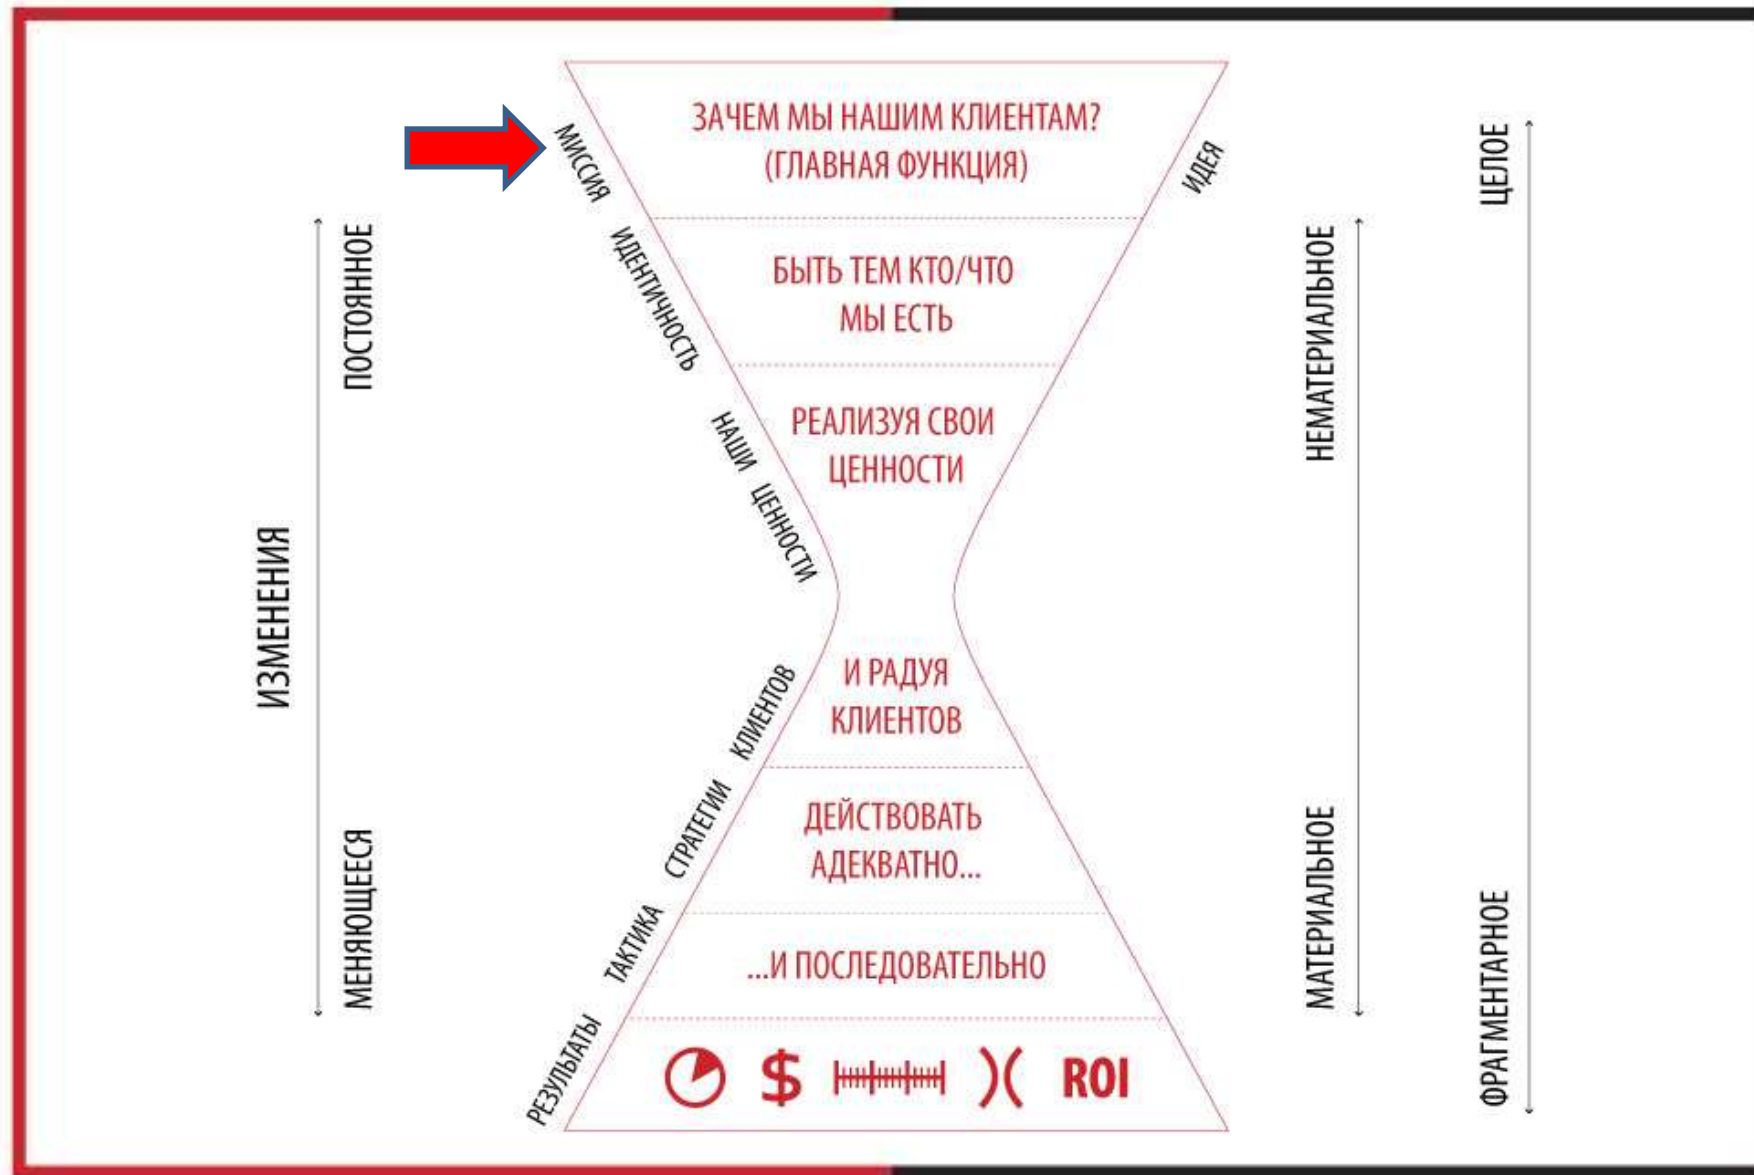 ЗАЧЕМ МЫ НАШИМ КЛИЕНТАМ?
(ГЛАВНАЯ ФУНКЦИЯ)
МИССИЯ
ИДЕЯ
ЦЕЛОЕ
БЫТЬ ТЕМ КТО/ЧТО
МЫ ЕСТЬ
ИДЕНТИЧНОСТЬ
ПОСТОЯННОЕ
НЕМАТЕРИАЛЬНОЕ
РЕАЛИЗУЯ СВОИ
ЦЕННОСТИ
НАШИ ЦЕННОСТИ
ИЗМЕНЕНИЯ
И РАДУЯ
КЛИЕНТОВ
КЛИЕНТОВ
ДЕЙСТВОВАТЬ
АДЕКВАТНО...
СТРАТЕГИИ
МЕНЯЮЩЕЕСЯ
МАТЕРИАЛЬНОЕ
...И ПОСЛЕДОВАТЕЛЬНО
ТАКТИКА
ФРАГМЕНТАРНОЕ
РЕЗУЛЬТАТЫ
$ ROI